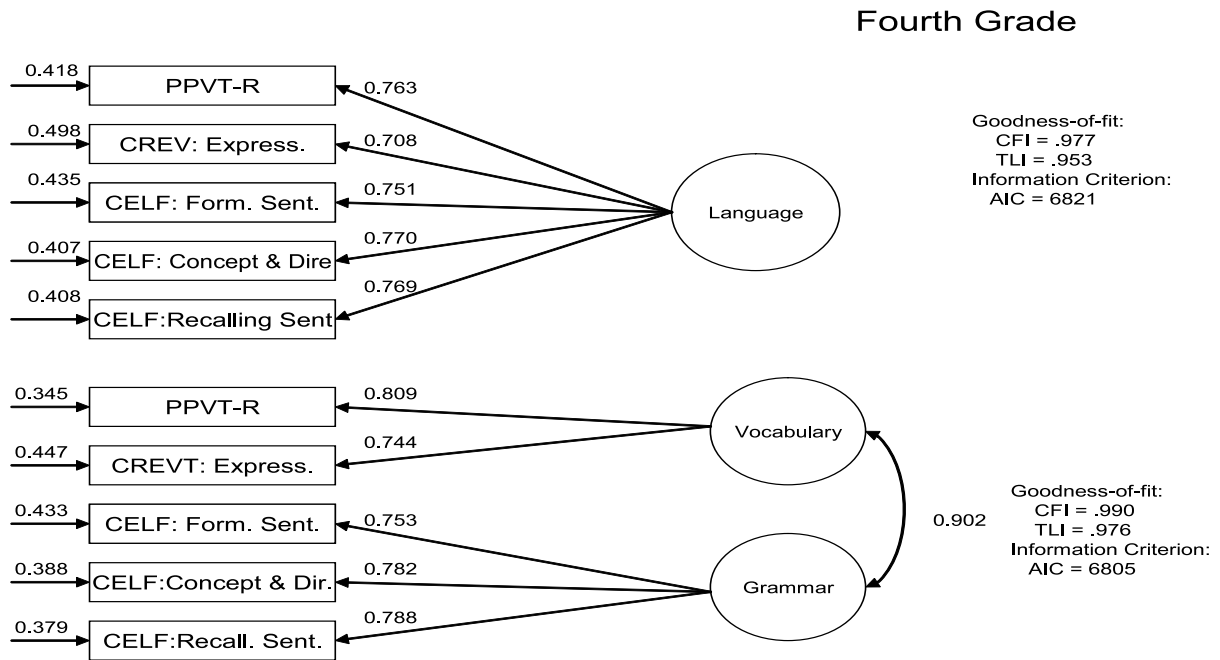 Fourth Grade
0.418
PPVT-R
0.763
0.498
CREV: Express.
0.708
0.435
CELF: Form. Sent.
0.751
0.407
CELF: Concept & Dire
0.770
0.408
CELF:Recalling Sent
0.769
Language
Goodness-of-fit:
CFI = .977
TLI = .953
Information Criterion:
AIC = 6821
0.345
PPVT-R
0.809
0.447
CREVT: Express.
0.744
0.433
CELF: Form. Sent.
0.753
0.388
CELF:Concept & Dir.
0.782
0.379
CELF:Recall. Sent.
0.788
Vocabulary
Grammar
0.902
Goodness-of-fit:
CFI = .990
TLI = .976
Information Criterion:
AIC = 6805